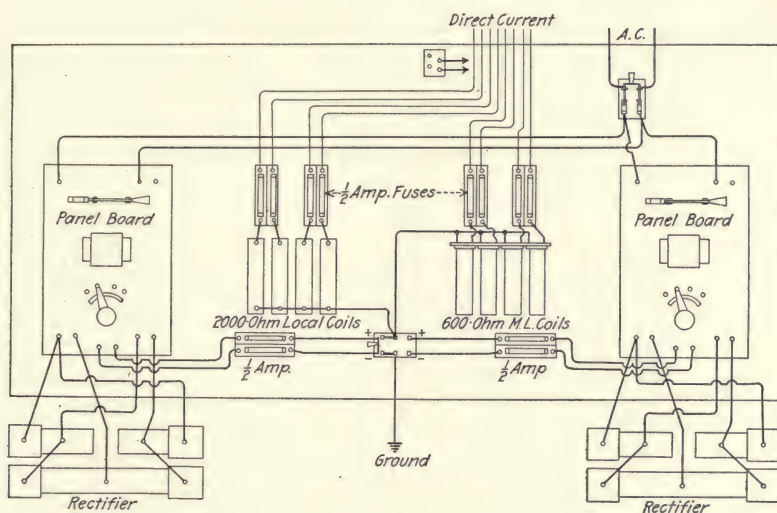 Direct Current
A.C.
½ Amp. Fuses
Panel Board
Panel Board
2000-Ohm Local Coils
600-Ohm M.L. Coils
+
+
−
−
½ Amp.
½ Amp
Ground
Rectifier
Rectifier